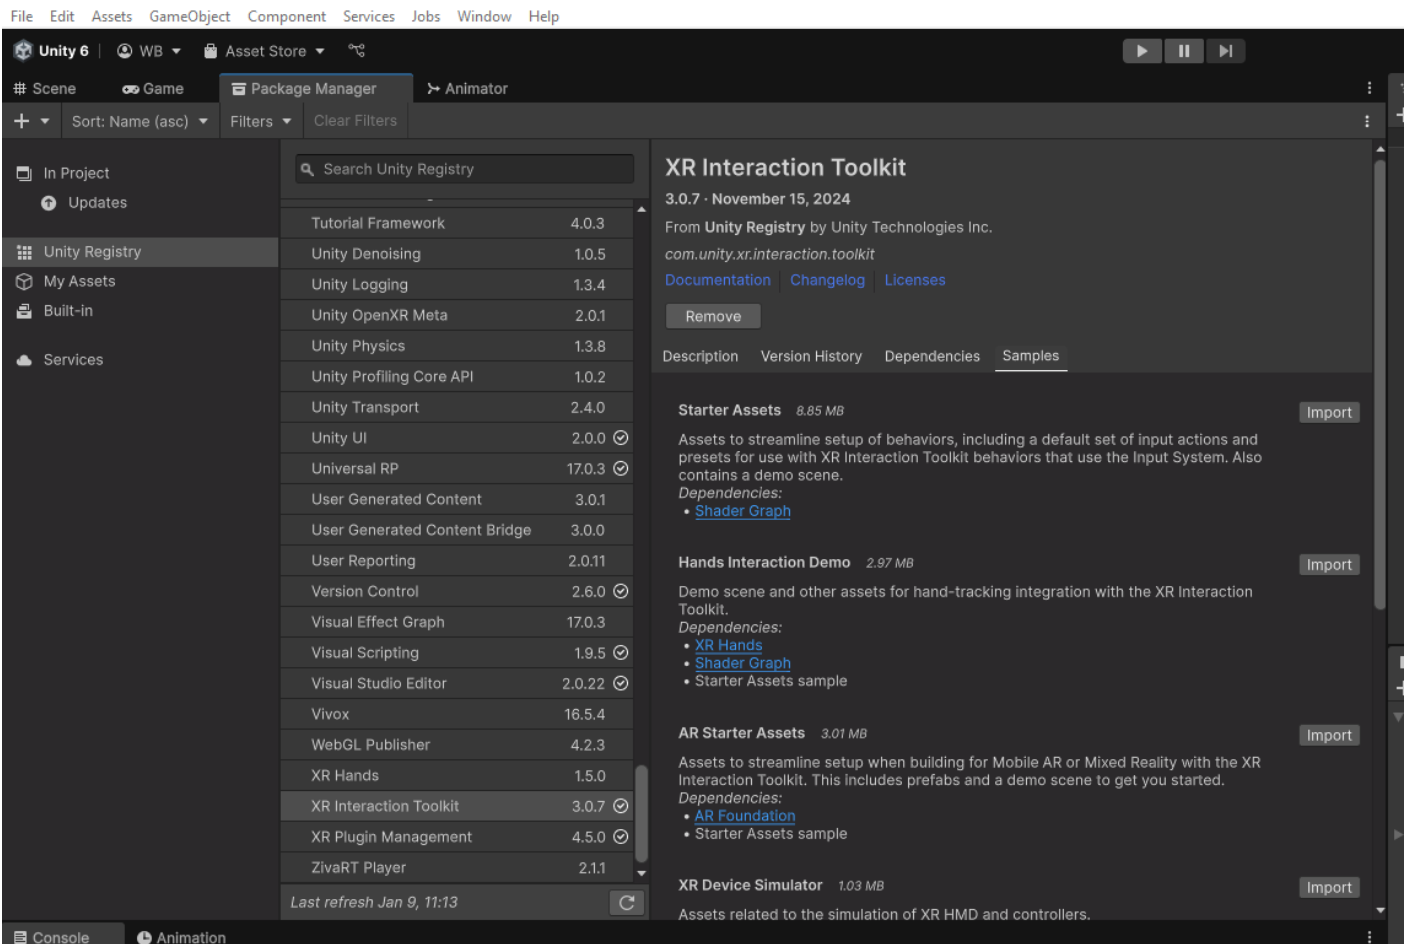 File Edit Assets GameObject Component Services Jobs Window Help
Unity 6 WB Asset Store
Scene Game Package Manager Animator
Sort: Name (asc) Filters Clear Filters
In Project
Updates
Unity Registry
My Assets
Built-in
Services
Search Unity Registry
Tutorial Framework 4.0.3
Unity Denoising 1.0.5
Unity Logging 1.3.4
Unity OpenXR Meta 2.0.1
Unity Physics 1.3.8
Unity Profiling Core API 1.0.2
Unity Transport 2.4.0
Unity UI 2.0.0
Universal RP 17.0.3
User Generated Content 3.0.1
User Generated Content Bridge 3.0.0
User Reporting 2.0.11
Version Control 2.6.0
Visual Effect Graph 17.0.3
Visual Scripting 1.9.5
Visual Studio Editor 2.0.22
Vivox 16.5.4
WebGL Publisher 4.2.3
XR Hands 1.5.0
XR Interaction Toolkit 3.0.7
XR Plugin Management 4.5.0
ZivaRT Player 2.1.1
Last refresh Jan 9, 11:13
XR Interaction Toolkit
3.0.7 · November 15, 2024
From Unity Registry by Unity Technologies Inc.
com.unity.xr.interaction.toolkit
Documentation Changelog Licenses
Remove
Description Version History Dependencies Samples
Starter Assets 8.85 MB Import
Assets to streamline setup of behaviors, including a default set of input actions and
presets for use with XR Interaction Toolkit behaviors that use the Input System. Also
contains a demo scene.
Dependencies:
• Shader Graph
Hands Interaction Demo 2.97 MB Import
Demo scene and other assets for hand-tracking integration with the XR Interaction
Toolkit.
Dependencies:
• XR Hands
• Shader Graph
• Starter Assets sample
AR Starter Assets 3.01 MB Import
Assets to streamline setup when building for Mobile AR or Mixed Reality with the XR
Interaction Toolkit. This includes prefabs and a demo scene to get you started.
Dependencies:
• AR Foundation
• Starter Assets sample
XR Device Simulator 1.03 MB Import
Assets related to the simulation of XR HMD and controllers.
Console Animation